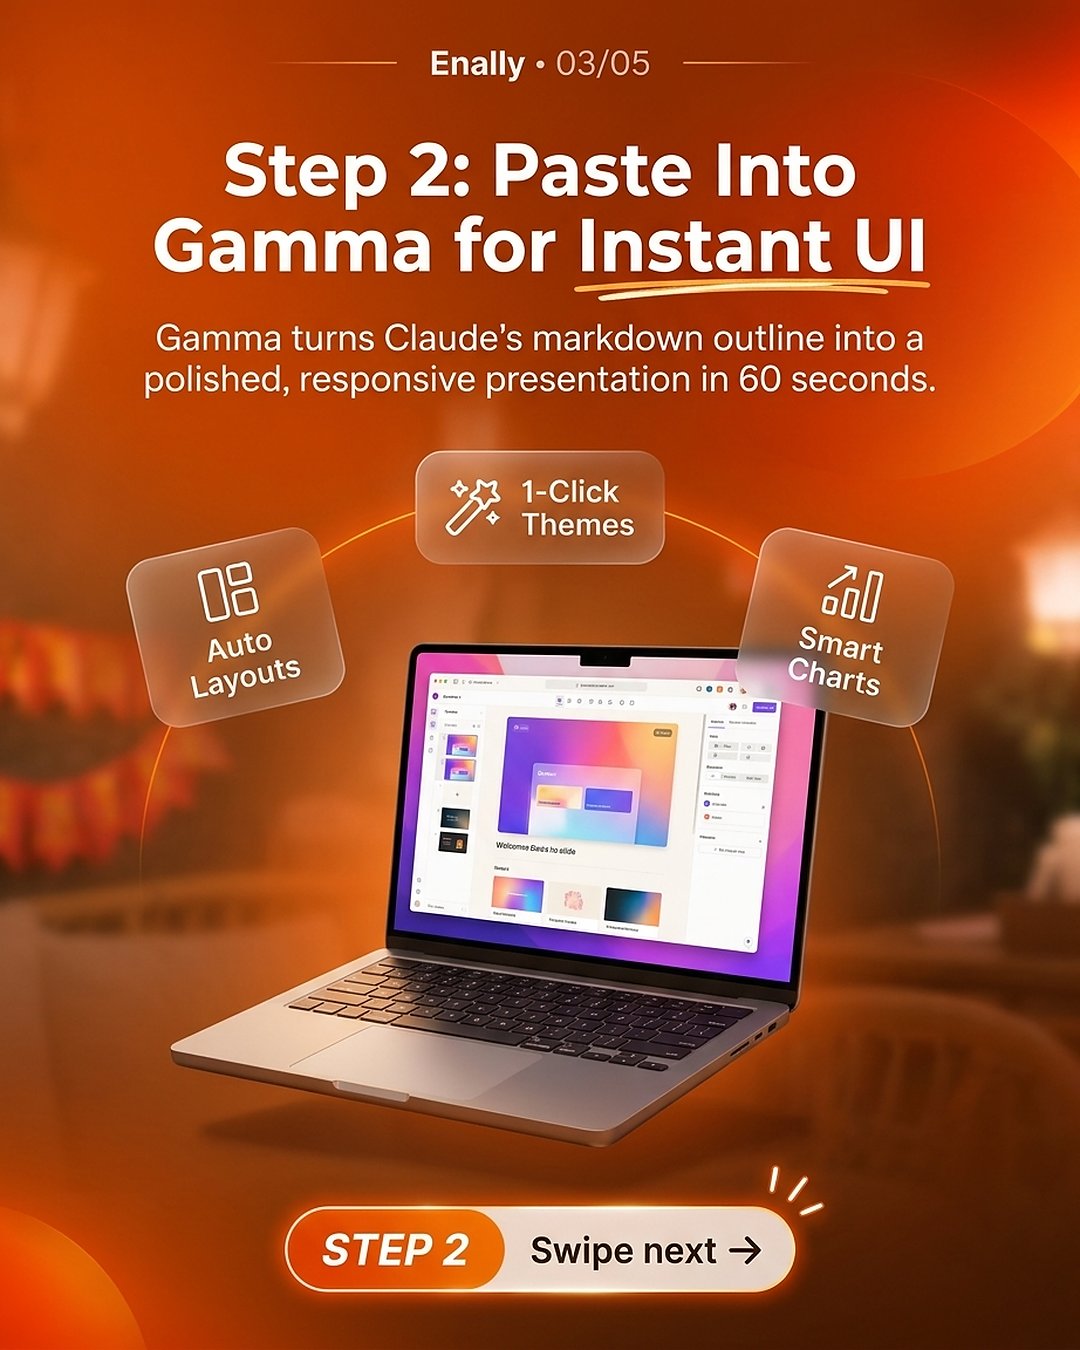 Enally • 03/05
Step 2: Paste Into
Gamma for Instant UI
Gamma turns Claude’s markdown outline into a
polished, responsive presentation in 60 seconds.
1-Click
Themes
Auto
Layouts
Smart
Charts
Welcomse
STEP 2
Swipe next →